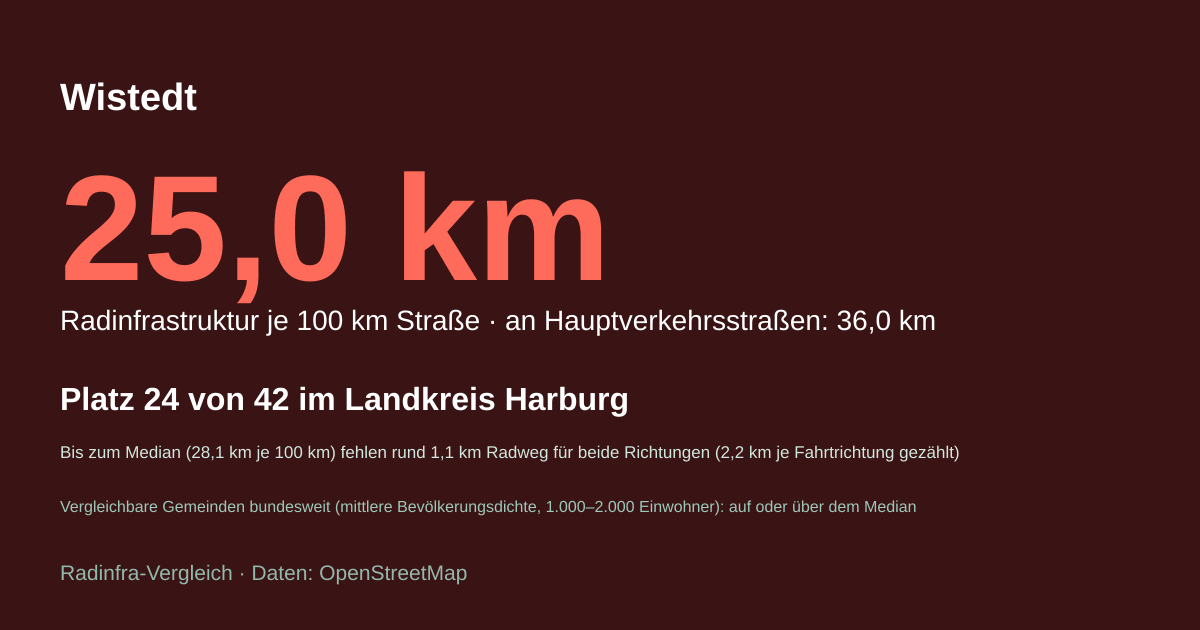 Wistedt
25,0 km
Radinfrastruktur je 100 km Straße · an Hauptverkehrsstraßen: 36,0 km
Platz 24 von 42 im Landkreis Harburg
Bis zum Median (28,1 km je 100 km) fehlen rund 1,1 km Radweg für beide Richtungen (2,2 km je Fahrtrichtung gezählt)
Vergleichbare Gemeinden bundesweit (mittlere Bevölkerungsdichte, 1.000–2.000 Einwohner): auf oder über dem Median
Radinfra-Vergleich · Daten: OpenStreetMap